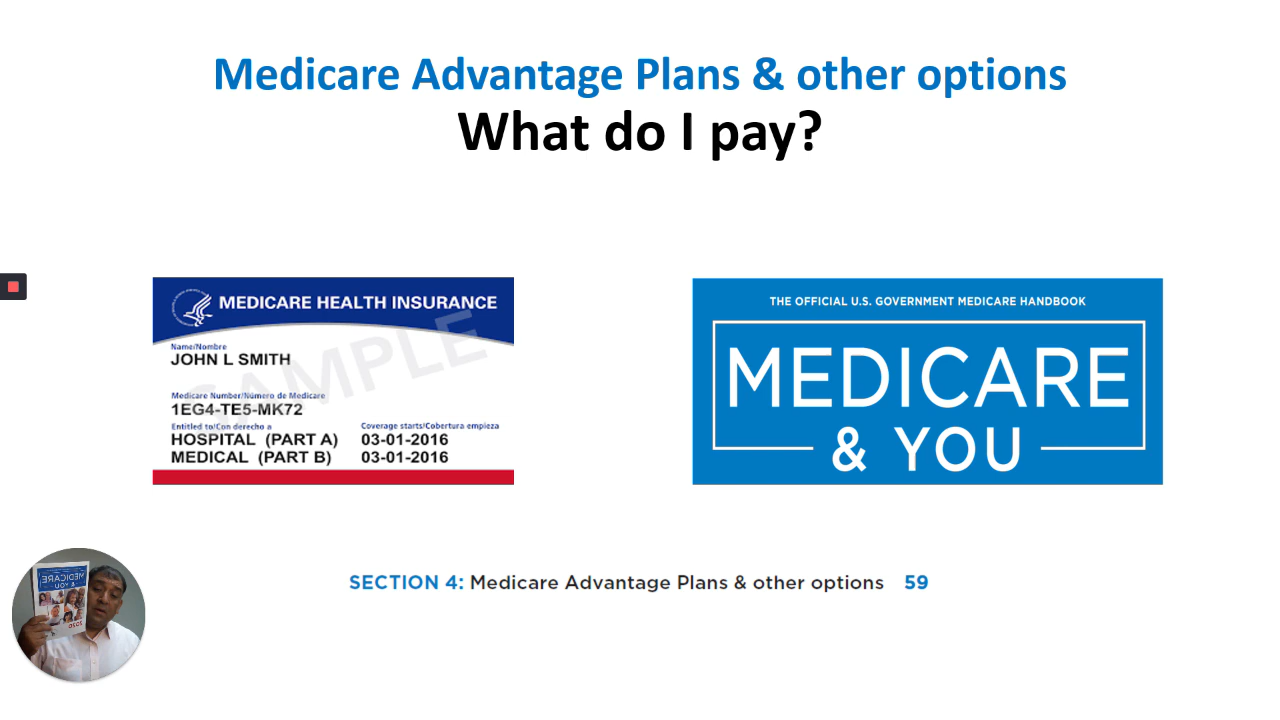 Medicare Advantage Plans & other options
What do I pay?
MEDICARE HEALTH INSURANCE
Name/Nombre
JOHN L SMITH
SAMPLE
Medicare Number/Número de Medicare
1EG4-TE5-MK72
Entitled to/Con derecho a Coverage starts/Cobertura empieza
HOSPITAL (PART A) 03-01-2016
MEDICAL (PART B) 03-01-2016
THE OFFICIAL U.S. GOVERNMENT MEDICARE HANDBOOK
MEDICARE
& YOU
MEDICARE
& YOU
2020
SECTION 4: Medicare Advantage Plans & other options 59